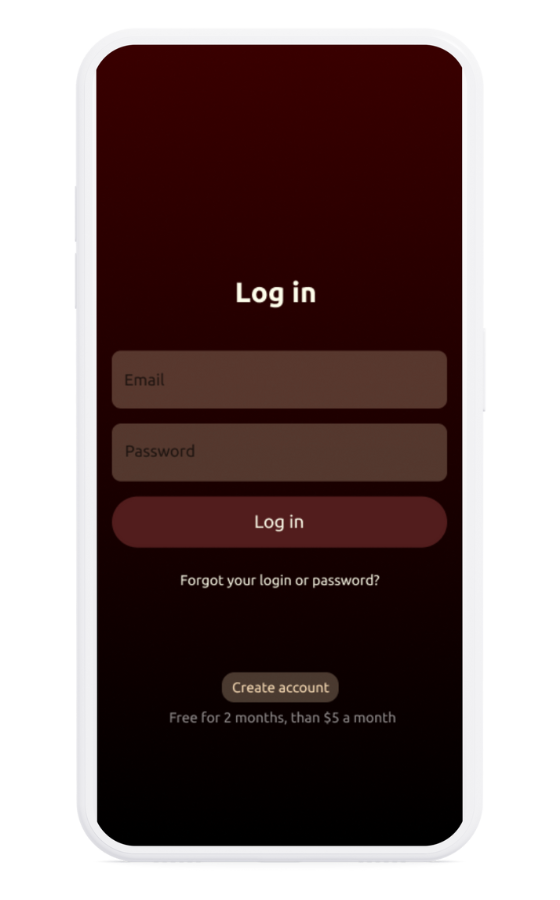 Log in
Email
Password
Log in
Forgot your login or password?
Create account
Free for 2 months, than $5 a month